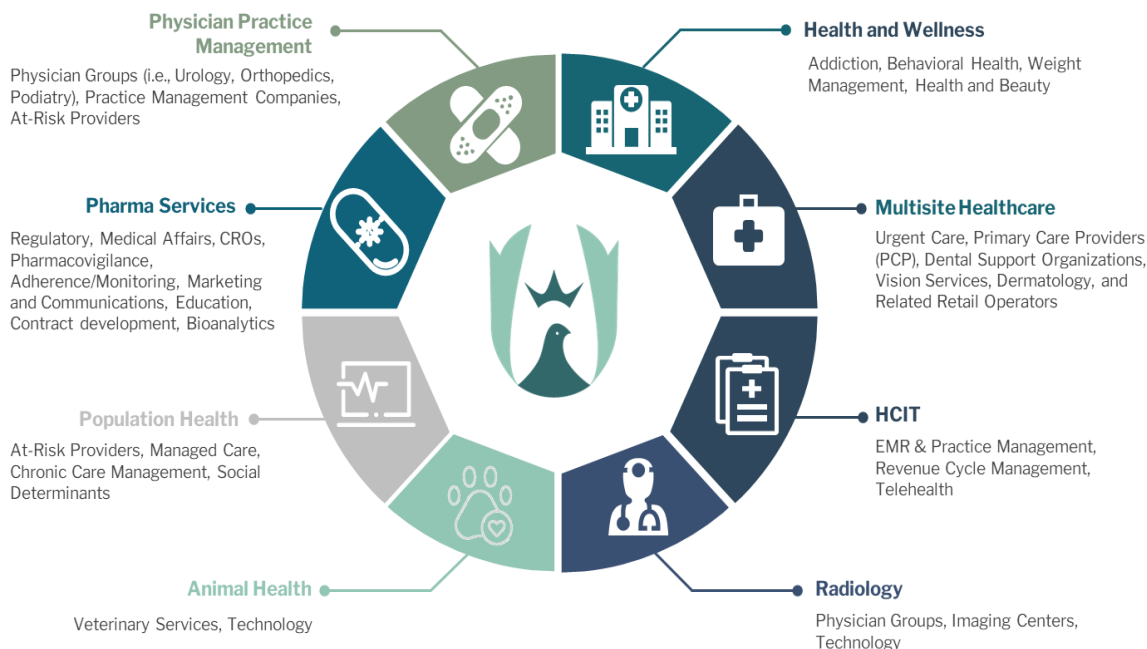 Physician Practice
Management
Physician Groups (i.e., Urology, Orthopedics,
Podiatry), Practice Management Companies,
At-Risk Providers
Health and Wellness
Addiction, Behavioral Health, Weight
Management, Health and Beauty
Pharma Services
Regulatory, Medical Affairs, CROs,
Pharmacovigilance,
Adherence/Monitoring, Marketing
and Communications, Education,
Contract development, Bioanalytics
Multisite Healthcare
Urgent Care, Primary Care Providers
(PCP), Dental Support Organizations,
Vision Services, Dermatology, and
Related Retail Operators
Population Health
At-Risk Providers, Managed Care,
Chronic Care Management, Social
Determinants
HCIT
EMR & Practice Management,
Revenue Cycle Management,
Telehealth
Animal Health
Veterinary Services, Technology
Radiology
Physician Groups, Imaging Centers,
Technology